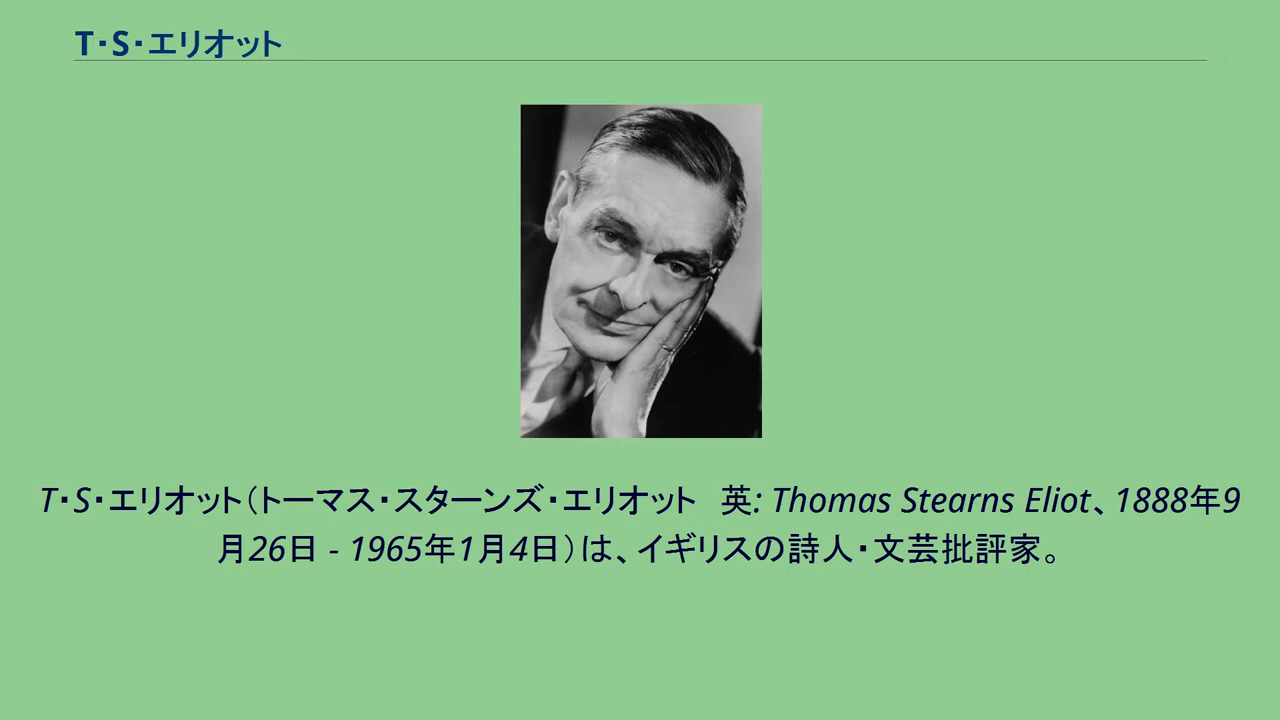 T・S・エリオット
T・S・エリオット（トーマス・スターンズ・エリオット　英: Thomas Stearns Eliot、1888年9
月26日 - 1965年1月4日）は、イギリスの詩人・文芸批評家。